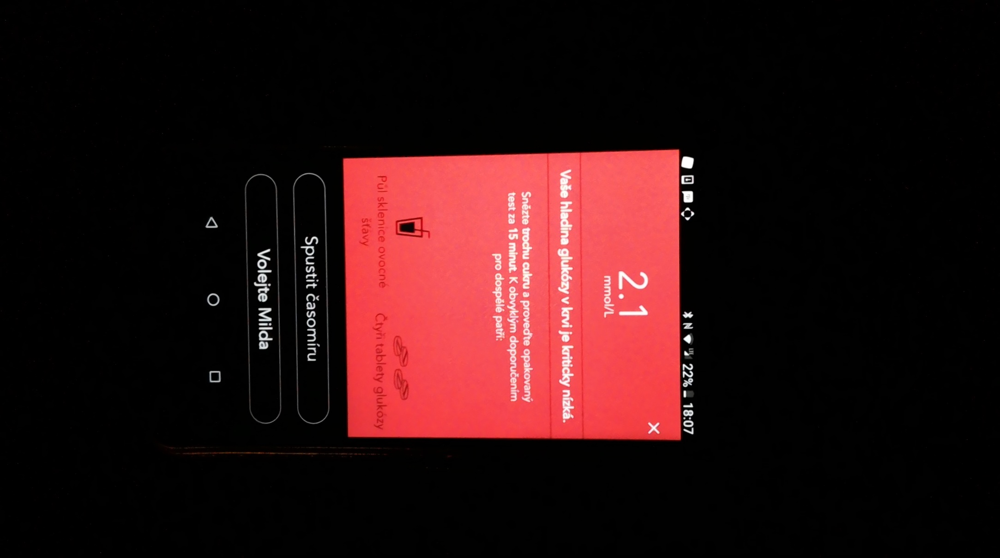 22% 18:07
2.1
mmol/L
Vaše hladina glukózy v krvi je kriticky nízká.
Snězte trochu cukru a proveďte opakovaný
test za 15 minut. K obvyklým doporučením
pro dospělé patří:
Půl sklenice ovocné
šťávy
Čtyři tablety glukózy
Spustit časomíru
Volejte Milda